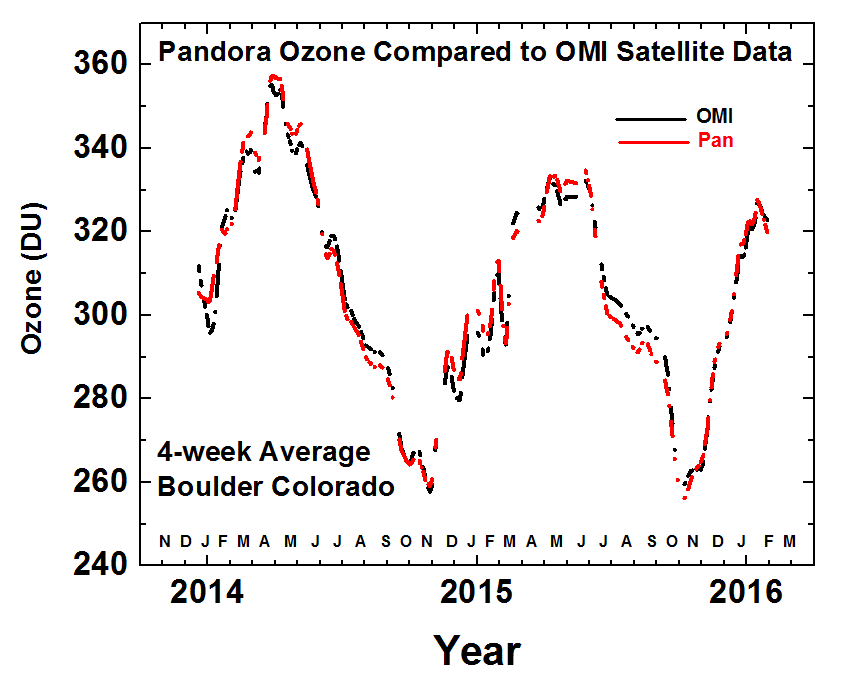 Pandora Ozone Compared to OMI Satellite Data
360
340
320
300
280
260
240
Ozone (DU)
OMI
Pan
4-week Average
Boulder Colorado
N D J F M A M J J A S O N D J F M A M J J A S O N D J F M
2014 2015 2016
Year